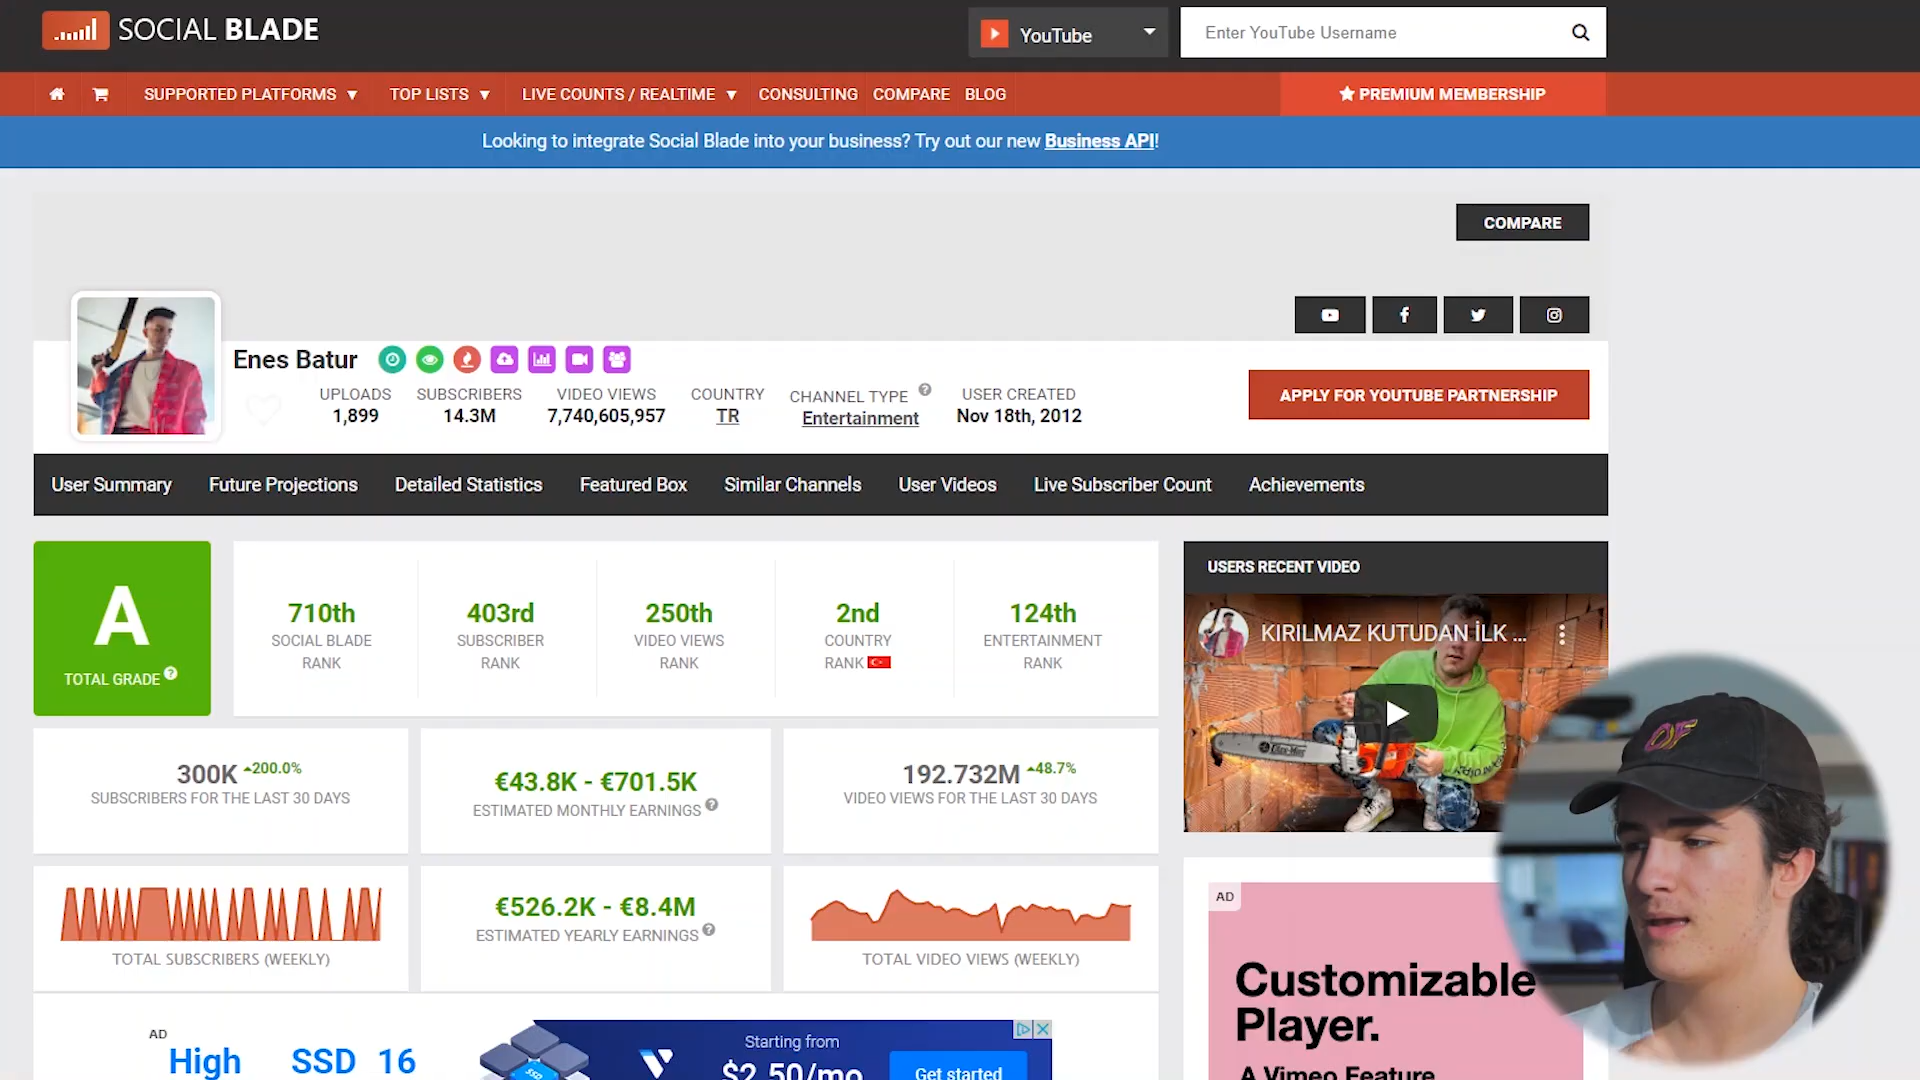 SOCIAL BLADE
YouTube
Enter YouTube Username
SUPPORTED PLATFORMS ▼ TOP LISTS ▼ LIVE COUNTS / REALTIME ▼ CONSULTING COMPARE BLOG
PREMIUM MEMBERSHIP
Looking to integrate Social Blade into your business? Try out our new Business API!
COMPARE
Enes Batur
UPLOADS
1,899
SUBSCRIBERS
14.3M
VIDEO VIEWS
7,740,605,957
COUNTRY
TR
CHANNEL TYPE
Entertainment
USER CREATED
Nov 18th, 2012
APPLY FOR YOUTUBE PARTNERSHIP
User Summary Future Projections Detailed Statistics Featured Box Similar Channels User Videos Live Subscriber Count Achievements
A
TOTAL GRADE
710th
SOCIAL BLADE
RANK
403rd
SUBSCRIBER
RANK
250th
VIDEO VIEWS
RANK
2nd
COUNTRY
RANK
124th
ENTERTAINMENT
RANK
USERS RECENT VIDEO
KIRILMAZ KUTUDAN İLK ...
300K 200.0%
SUBSCRIBERS FOR THE LAST 30 DAYS
€43.8K - €701.5K
ESTIMATED MONTHLY EARNINGS
192.732M 48.7%
VIDEO VIEWS FOR THE LAST 30 DAYS
TOTAL SUBSCRIBERS (WEEKLY)
€526.2K - €8.4M
ESTIMATED YEARLY EARNINGS
TOTAL VIDEO VIEWS (WEEKLY)
AD
Customizable
Player.
A Vimeo Feature
AD
High SSD 16
SSD
Starting from
$2.50/mo
Get started
OF